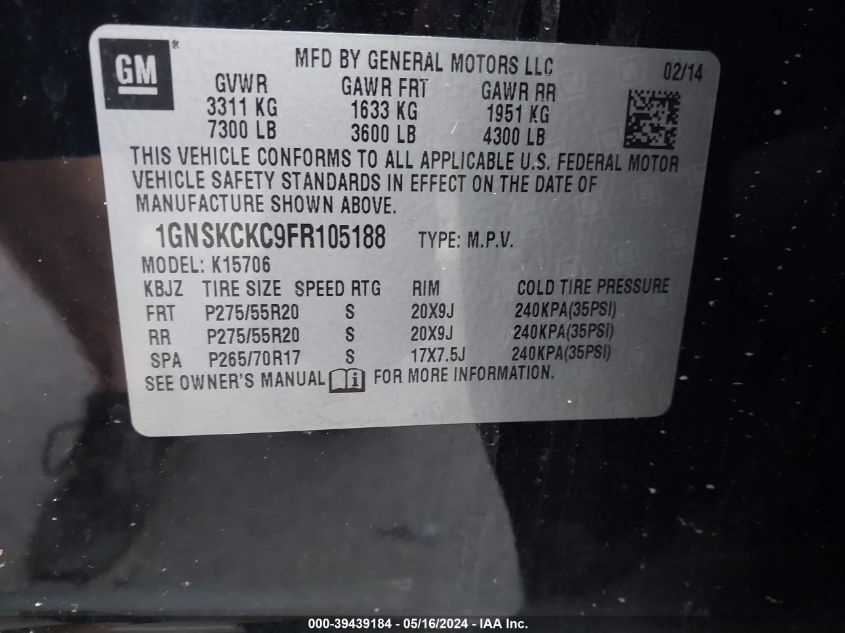 GM ®
MFD BY GENERAL MOTORS LLC 02/14
GVWR GAWR FRT GAWR RR
3311 KG 1633 KG 1951 KG
7300 LB 3600 LB 4300 LB
THIS VEHICLE CONFORMS TO ALL APPLICABLE U.S. FEDERAL MOTOR
VEHICLE SAFETY STANDARDS IN EFFECT ON THE DATE OF
MANUFACTURE SHOWN ABOVE.
1GNSKCKC9FR105188 TYPE: M.P.V.
MODEL: K15706
KBJZ TIRE SIZE SPEED RTG RIM COLD TIRE PRESSURE
FRT P275/55R20 S 20X9J 240KPA(35PSI)
RR P275/55R20 S 20X9J 240KPA(35PSI)
SPA P265/70R17 S 17X7.5J 240KPA(35PSI)
SEE OWNER'S MANUAL i FOR MORE INFORMATION.
000-39439184 - 05/16/2024 - IAA Inc.